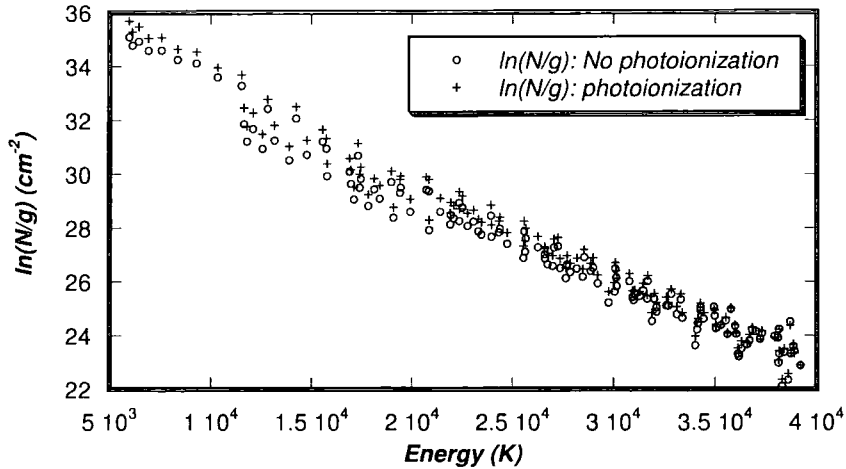 36
34
32
30
28
26
24
22
ln(N/g) (cm⁻²)
ln(N/g): No photoionization
ln(N/g): photoionization
5 10³ 1 10⁴ 1.5 10⁴ 2 10⁴ 2.5 10⁴ 3 10⁴ 3.5 10⁴ 4 10⁴
Energy (K)